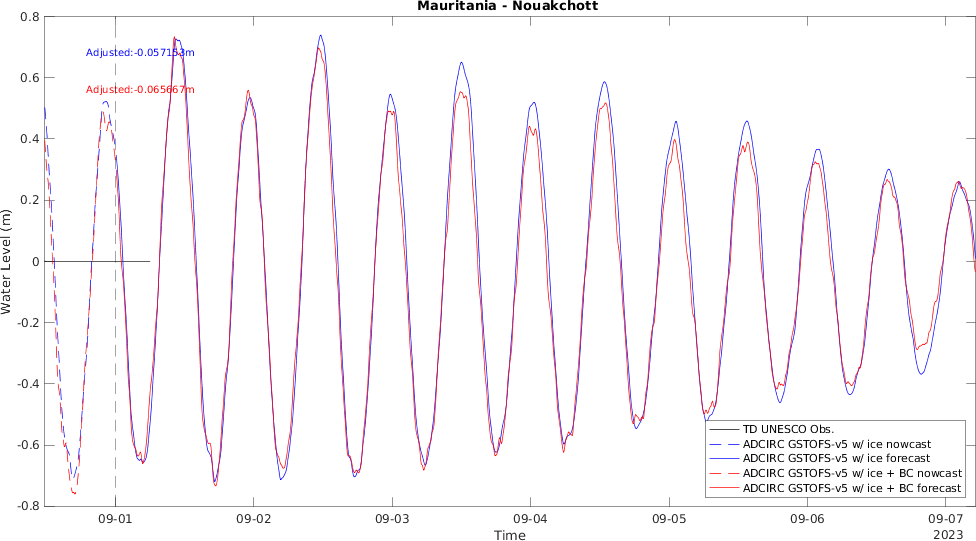 Mauritania - Nouakchott
Adjusted:-0.057153m
Adjusted:-0.065667m
Water Level (m)
0.8
0.6
0.4
0.2
0
-0.2
-0.4
-0.6
-0.8
TD UNESCO Obs.
ADCIRC GSTOFS-v5 w/ ice nowcast
ADCIRC GSTOFS-v5 w/ ice forecast
ADCIRC GSTOFS-v5 w/ ice + BC nowcast
ADCIRC GSTOFS-v5 w/ ice + BC forecast
09-01 09-02 09-03 09-04 09-05 09-06 09-07
Time
2023